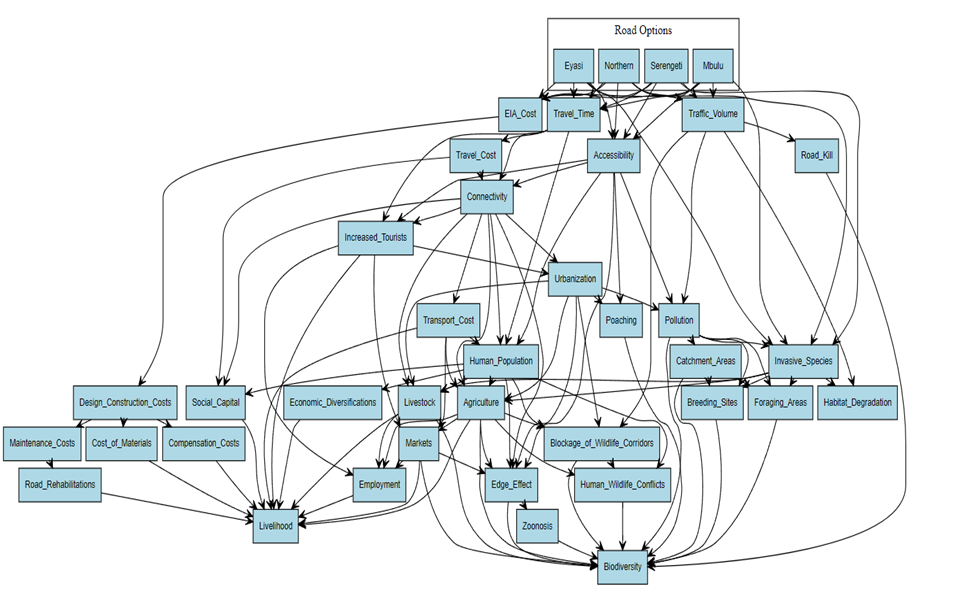 Road Options
Eyasi
Northern
Serengeti
Mbulu
EIA_Cost
Travel_Time
Traffic_Volume
Travel_Cost
Accessibility
Road_Kill
Connectivity
Increased_Tourists
Urbanization
Transport_Cost
Poaching
Pollution
Human_Population
Catchment_Areas
Invasive_Species
Design_Construction_Costs
Social_Capital
Economic_Diversifications
Livestock
Agriculture
Breeding_Sites
Foraging_Areas
Habitat_Degradation
Maintenance_Costs
Cost_of_Materials
Compensation_Costs
Markets
Blockage_of_Wildlife_Corridors
Road_Rehabilitations
Employment
Edge_Effect
Human_Wildlife_Conflicts
Livelihood
Zoonosis
Biodiversity